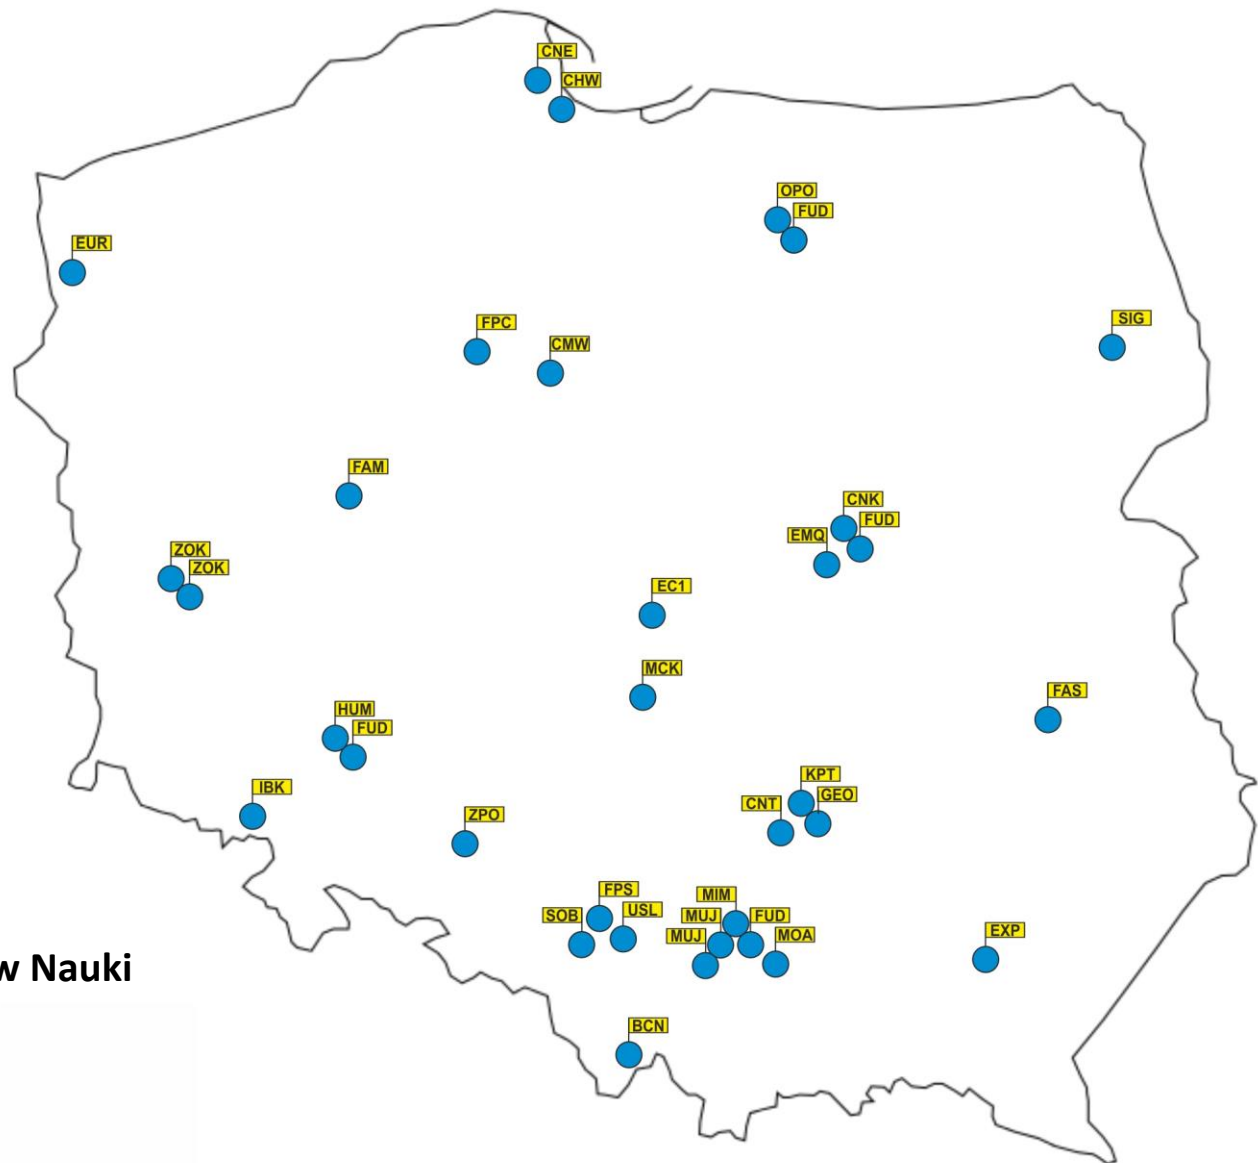 CNE
CHW
OPO
FUD
EUR
SIG
FPC
CMW
FAM
CNK
FUD
EMQ
ZOK
ZOK
EC1
MCK
FAS
HUM
FUD
KPT
IBK
GEO
CNT
ZPO
FPS
MIM
SOB
USL
MUJ
FUD
MUJ
MOA
EXP
w Nauki
BCN